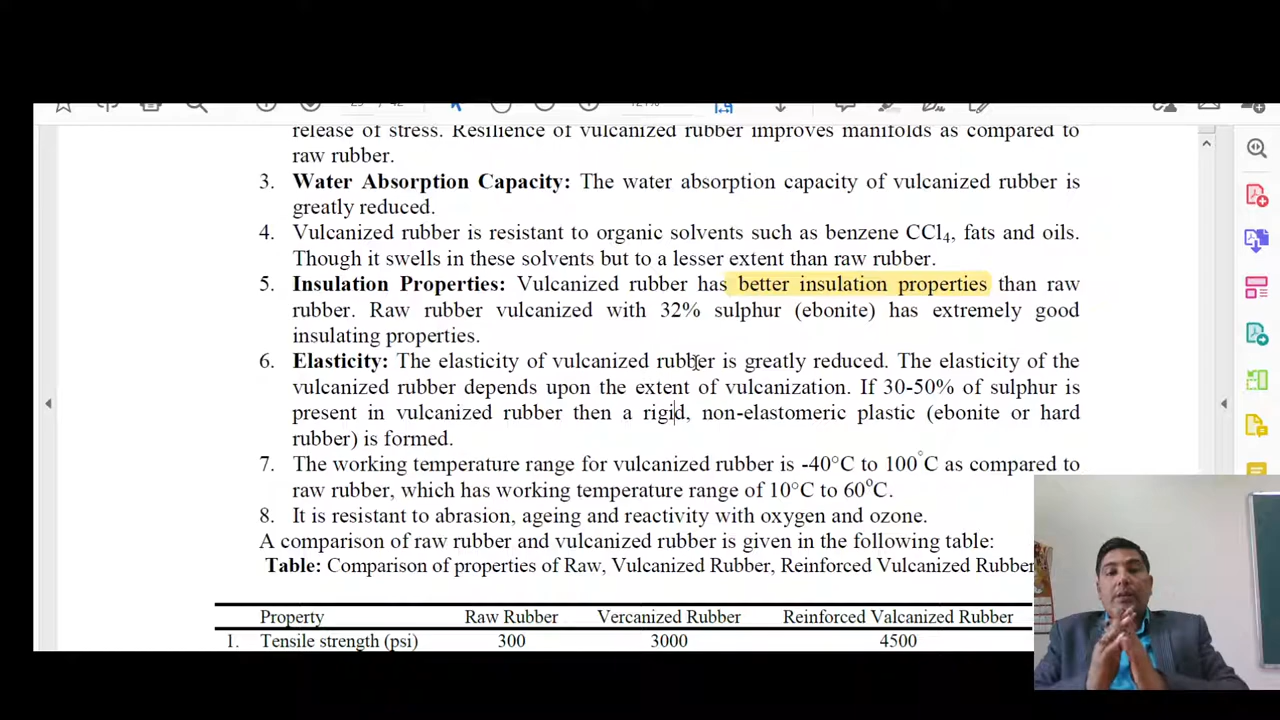 release of stress. Resilience of vulcanized rubber improves manifolds as compared to
raw rubber.
3. Water Absorption Capacity: The water absorption capacity of vulcanized rubber is
greatly reduced.
4. Vulcanized rubber is resistant to organic solvents such as benzene CCl4, fats and oils.
Though it swells in these solvents but to a lesser extent than raw rubber.
5. Insulation Properties: Vulcanized rubber has better insulation properties than raw
rubber. Raw rubber vulcanized with 32% sulphur (ebonite) has extremely good
insulating properties.
6. Elasticity: The elasticity of vulcanized rubber is greatly reduced. The elasticity of the
vulcanized rubber depends upon the extent of vulcanization. If 30-50% of sulphur is
present in vulcanized rubber then a rigid, non-elastomeric plastic (ebonite or hard
rubber) is formed.
7. The working temperature range for vulcanized rubber is -40°C to 100°C as compared to
raw rubber, which has working temperature range of 10°C to 60°C.
8. It is resistant to abrasion, ageing and reactivity with oxygen and ozone.
A comparison of raw rubber and vulcanized rubber is given in the following table:
Table: Comparison of properties of Raw, Vulcanized Rubber, Reinforced Vulcanized Rubber
Property Raw Rubber Vercanized Rubber Reinforced Valcanized Rubber
1. Tensile strength (psi) 300 3000 4500